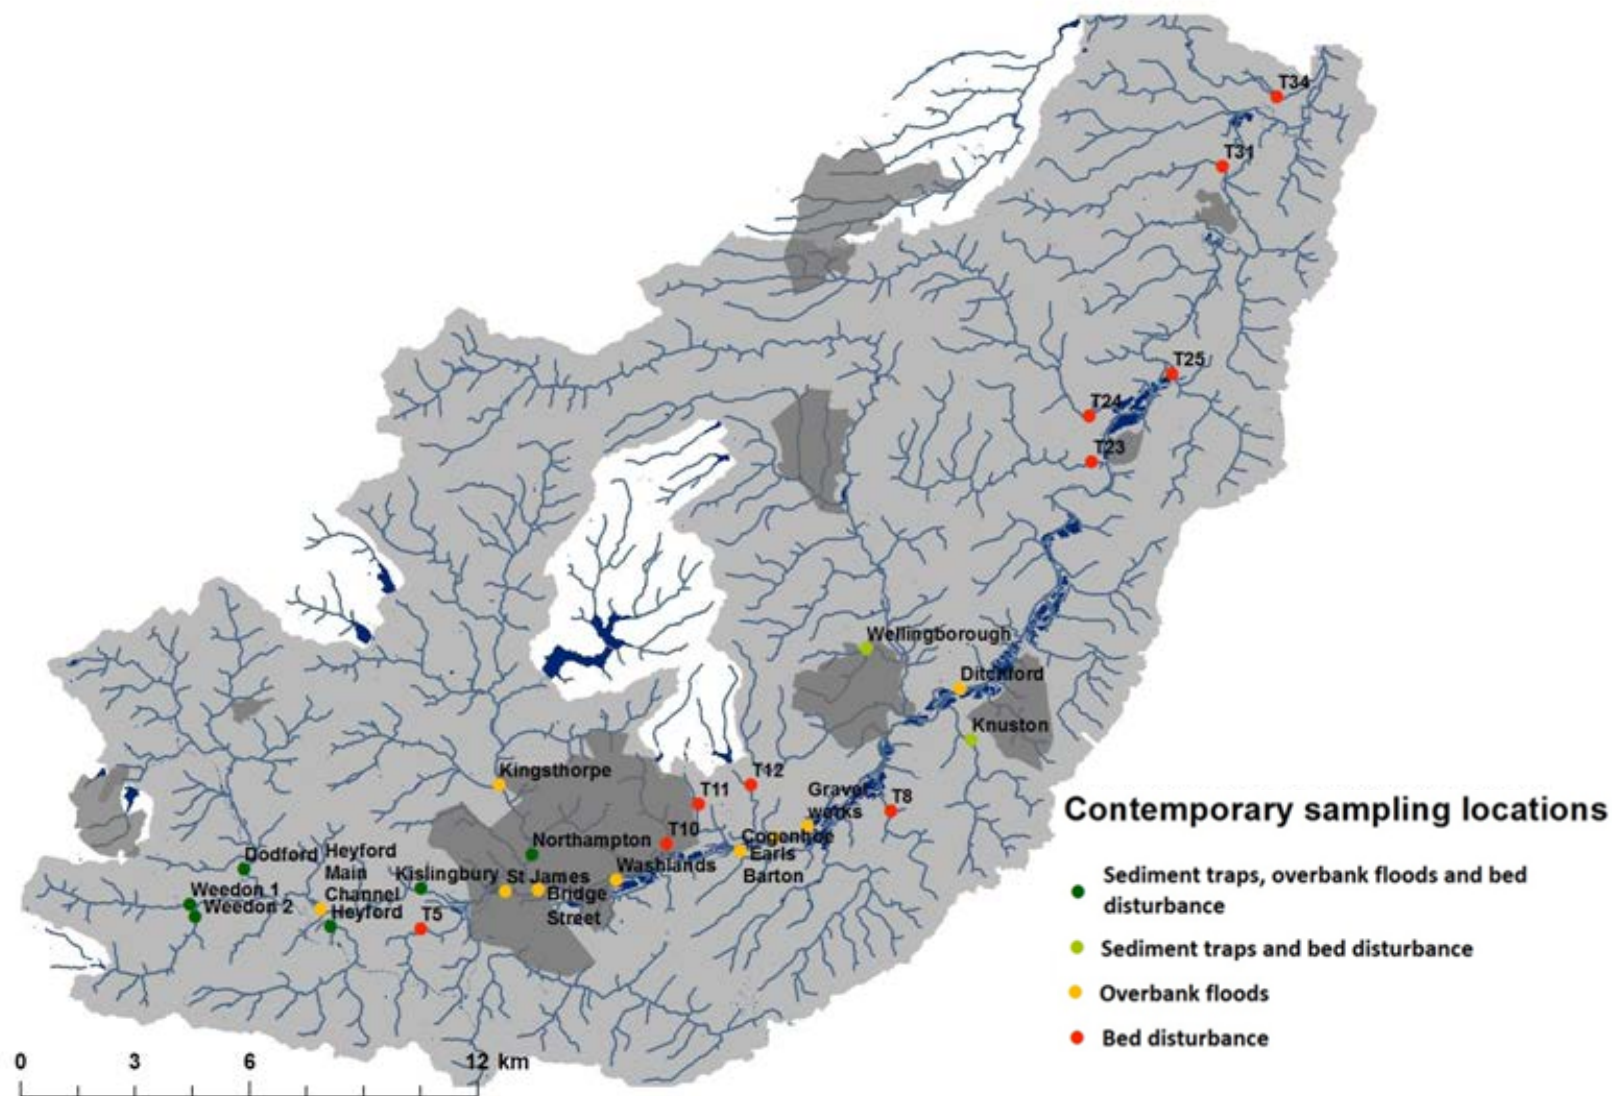 T34
T31
T25
T24
T23
Wellingborough
Ditchford
Knuston
Kingsthorpe
T12
T11
Gravel
works
T8
Contemporary sampling locations
T10
Northampton
Cogenhoe
Earls
Barton
Dodford
Heyford
Main
Channel
Heyford
Kislingbury
St James
Washlands
Bridge
Street
Weedon 1
Weedon 2
T5
Sediment traps, overbank floods and bed
disturbance
Sediment traps and bed disturbance
Overbank floods
Bed disturbance
0 3 6 12 km